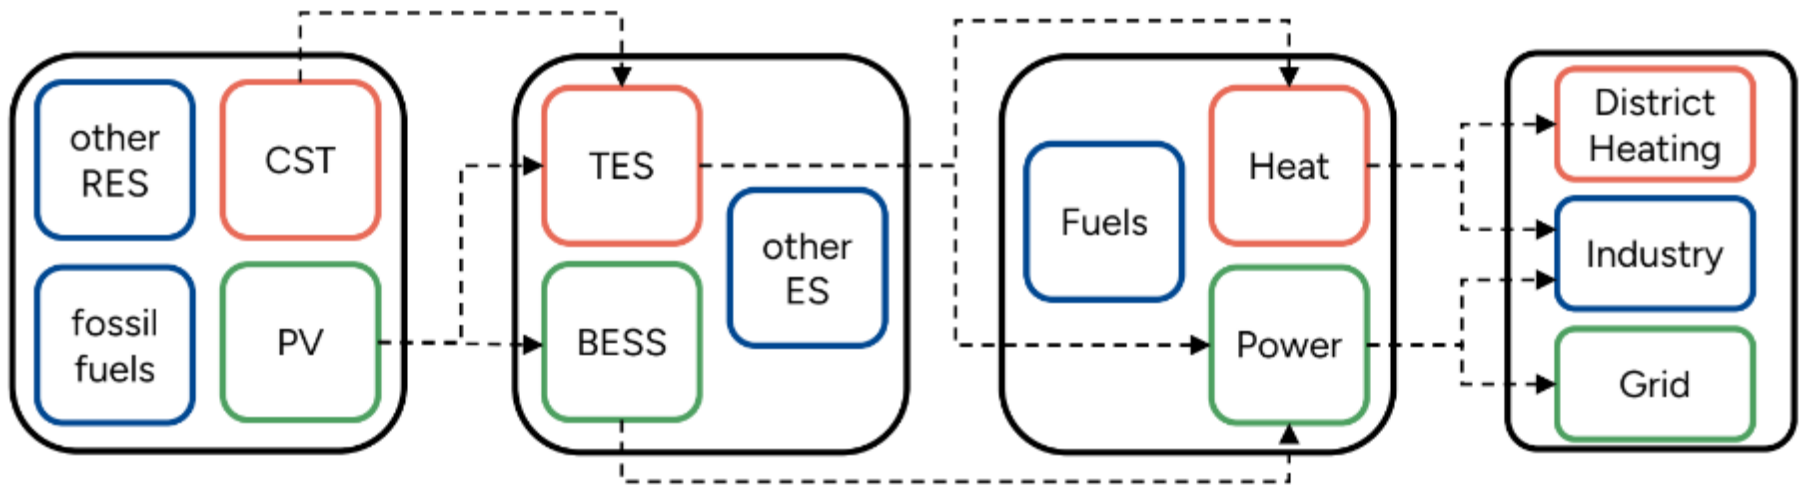 other
RES
CST
fossil
fuels
PV
TES
other
ES
BESS
Fuels
Heat
Power
District
Heating
Industry
Grid